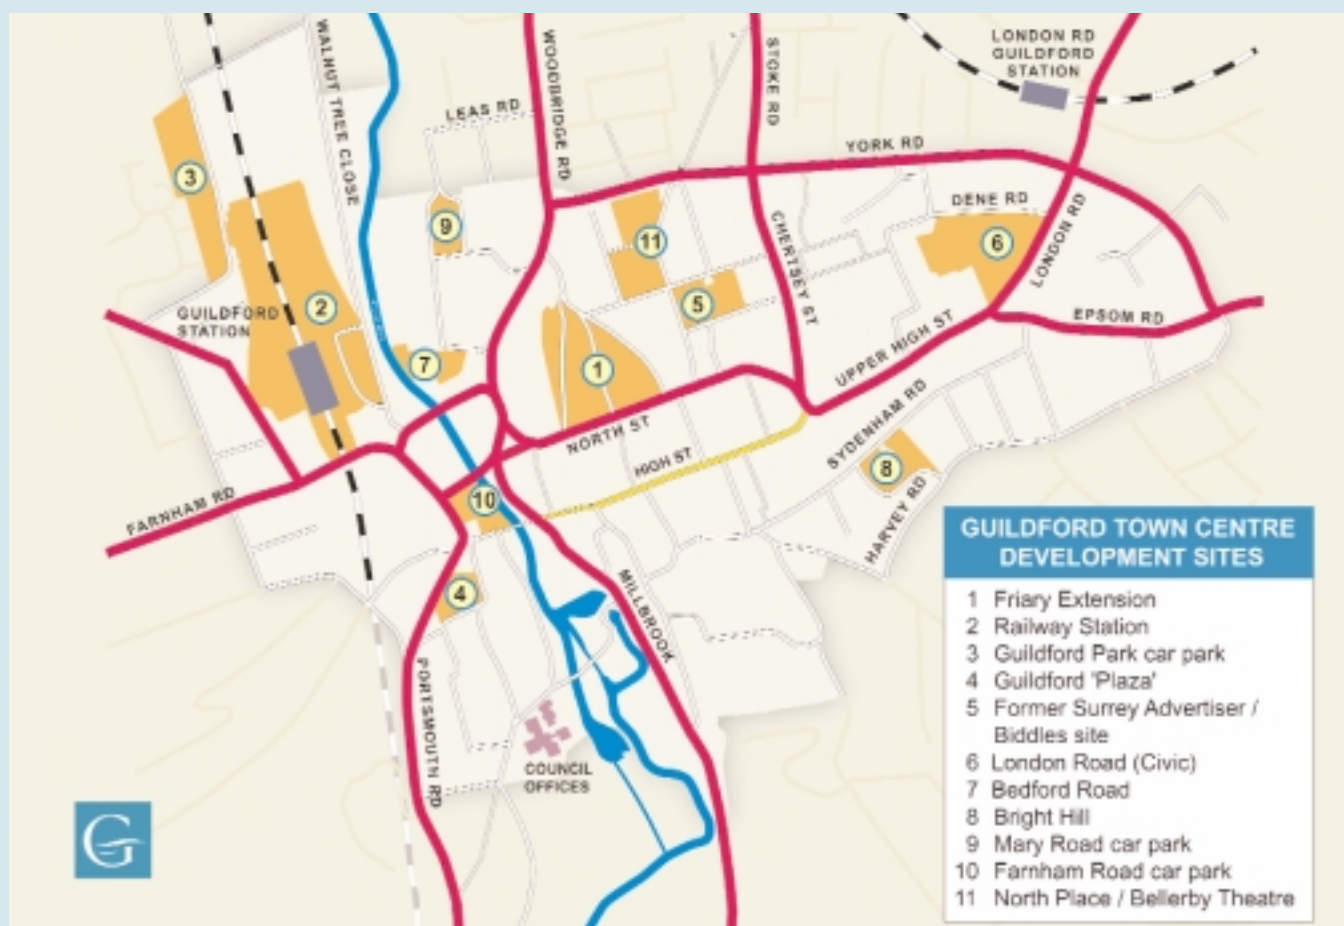 WALNUT TREE CLOSE
WOODBRIDGE RD
STOKE RD
LONDON RD
GUILDFORD
STATION
LEAS RD
YORK RD
3
9
11
CHERTSEY ST
DENE RD
6
LONDON RD
GUILDFORD
STATION
2
5
EPSOM RD
7
1
UPPER HIGH ST
NORTH ST
HIGH ST
SYDENHAM RD
8
HARVEY RD
FARNHAM RD
10
4
MILLBROOK
PORTSMOUTH RD
COUNCIL
OFFICES
G
GUILDFORD TOWN CENTRE
DEVELOPMENT SITES
1 Friary Extension
2 Railway Station
3 Guildford Park car park
4 Guildford 'Plaza'
5 Former Surrey Advertiser /
Biddles site
6 London Road (Civic)
7 Bedford Road
8 Bright Hill
9 Mary Road car park
10 Farnham Road car park
11 North Place / Bellerby Theatre